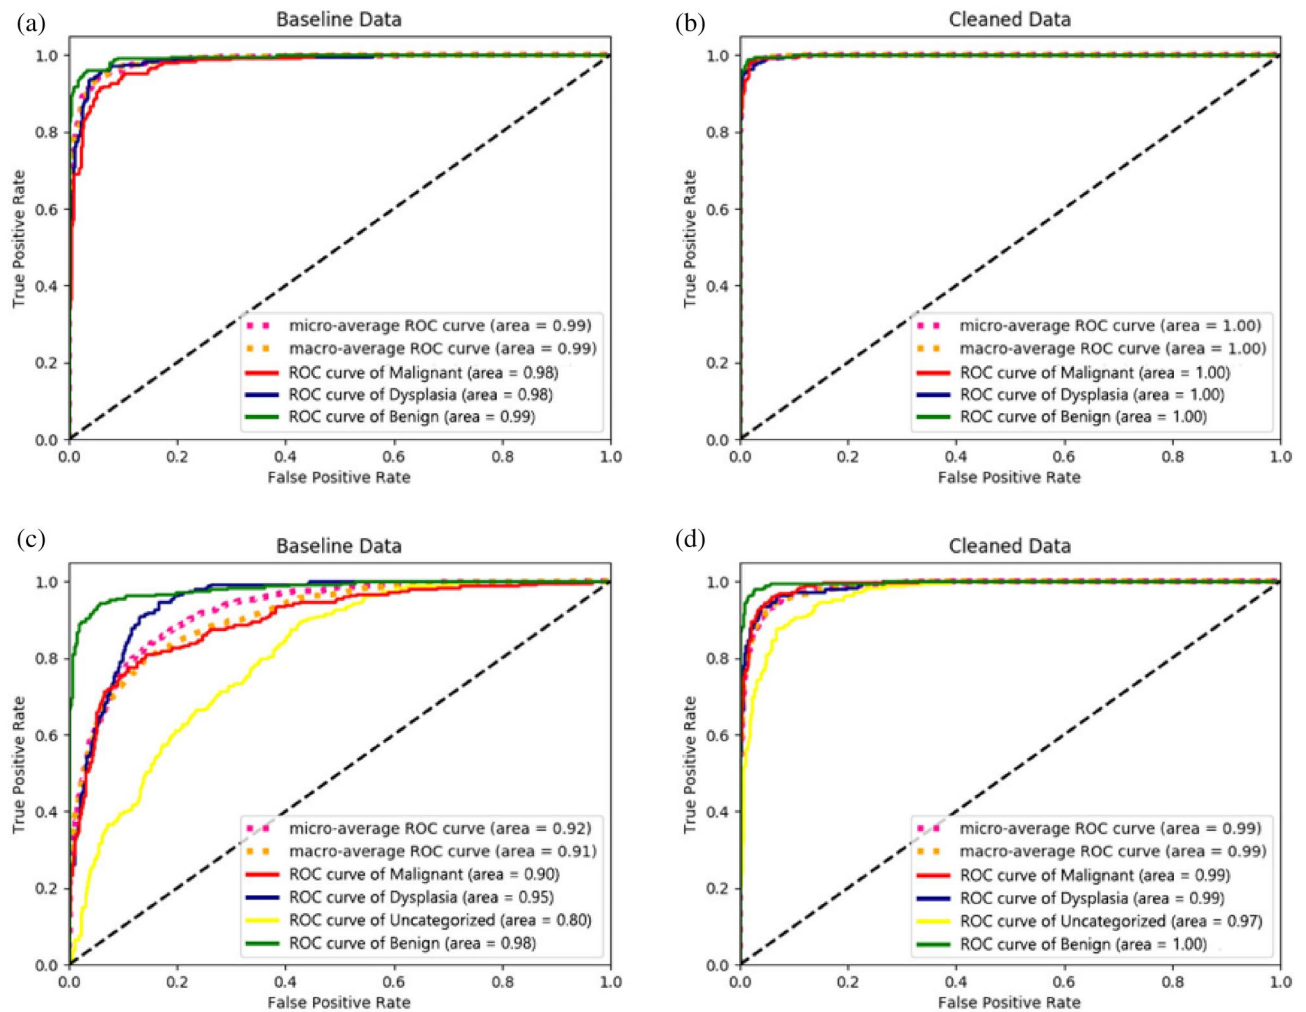 (a)
Baseline Data
1.0
0.8
0.6
0.4
0.2
0.0
True Positive Rate
micro-average ROC curve (area = 0.99)
macro-average ROC curve (area = 0.99)
ROC curve of Malignant (area = 0.98)
ROC curve of Dysplasia (area = 0.98)
ROC curve of Benign (area = 0.99)
0.0 0.2 0.4 0.6 0.8 1.0
False Positive Rate
(b)
Cleaned Data
1.0
0.8
0.6
0.4
0.2
0.0
True Positive Rate
micro-average ROC curve (area = 1.00)
macro-average ROC curve (area = 1.00)
ROC curve of Malignant (area = 1.00)
ROC curve of Dysplasia (area = 1.00)
ROC curve of Benign (area = 1.00)
0.0 0.2 0.4 0.6 0.8 1.0
False Positive Rate
(c)
Baseline Data
1.0
0.8
0.6
0.4
0.2
0.0
True Positive Rate
micro-average ROC curve (area = 0.92)
macro-average ROC curve (area = 0.91)
ROC curve of Malignant (area = 0.90)
ROC curve of Dysplasia (area = 0.95)
ROC curve of Uncategorized (area = 0.80)
ROC curve of Benign (area = 0.98)
0.0 0.2 0.4 0.6 0.8 1.0
False Positive Rate
(d)
Cleaned Data
1.0
0.8
0.6
0.4
0.2
0.0
True Positive Rate
micro-average ROC curve (area = 0.99)
macro-average ROC curve (area = 0.99)
ROC curve of Malignant (area = 0.99)
ROC curve of Dysplasia (area = 0.99)
ROC curve of Uncategorized (area = 0.97)
ROC curve of Benign (area = 1.00)
0.0 0.2 0.4 0.6 0.8 1.0
False Positive Rate